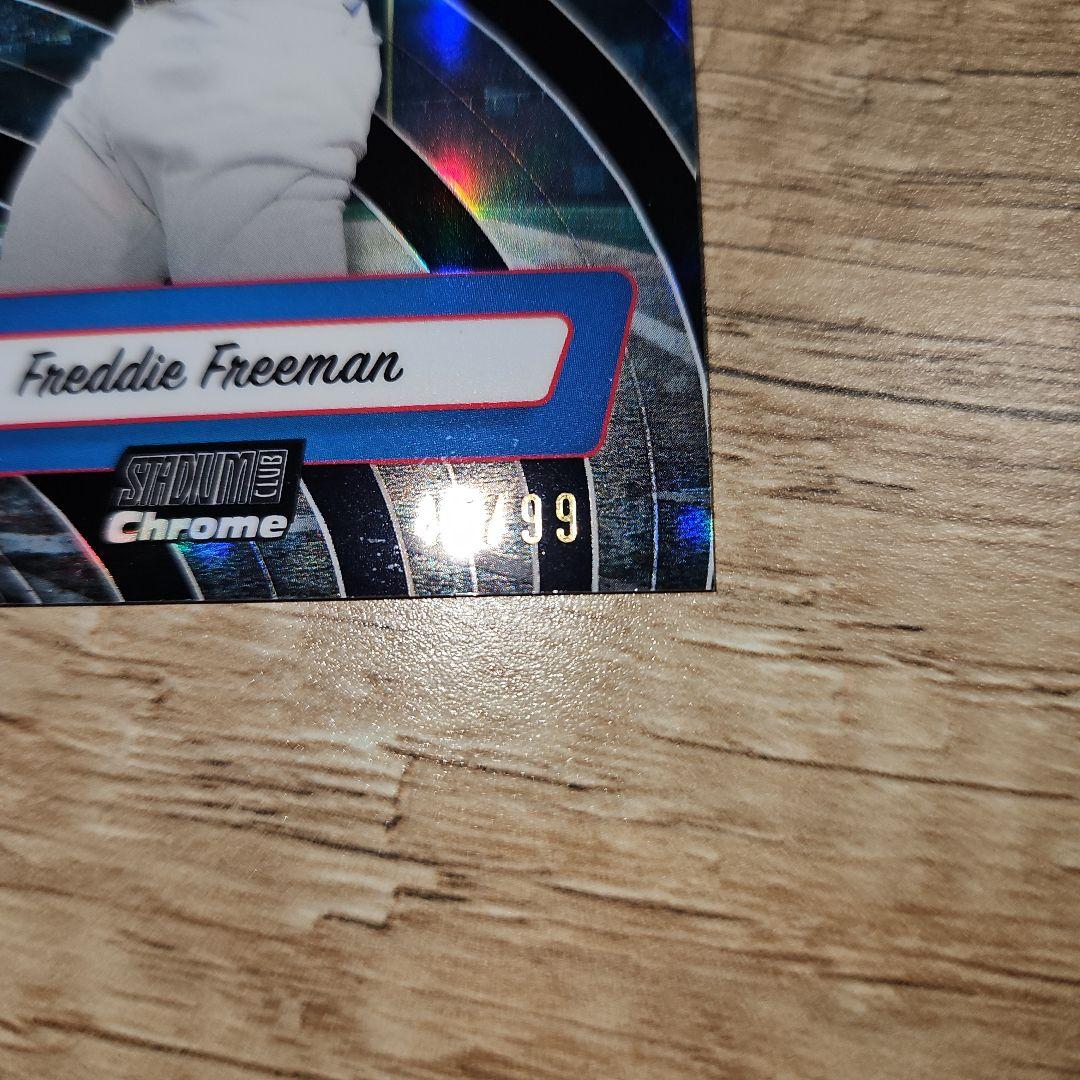 Freddie Freeman
STADIUM CLUB
Chrome
/99